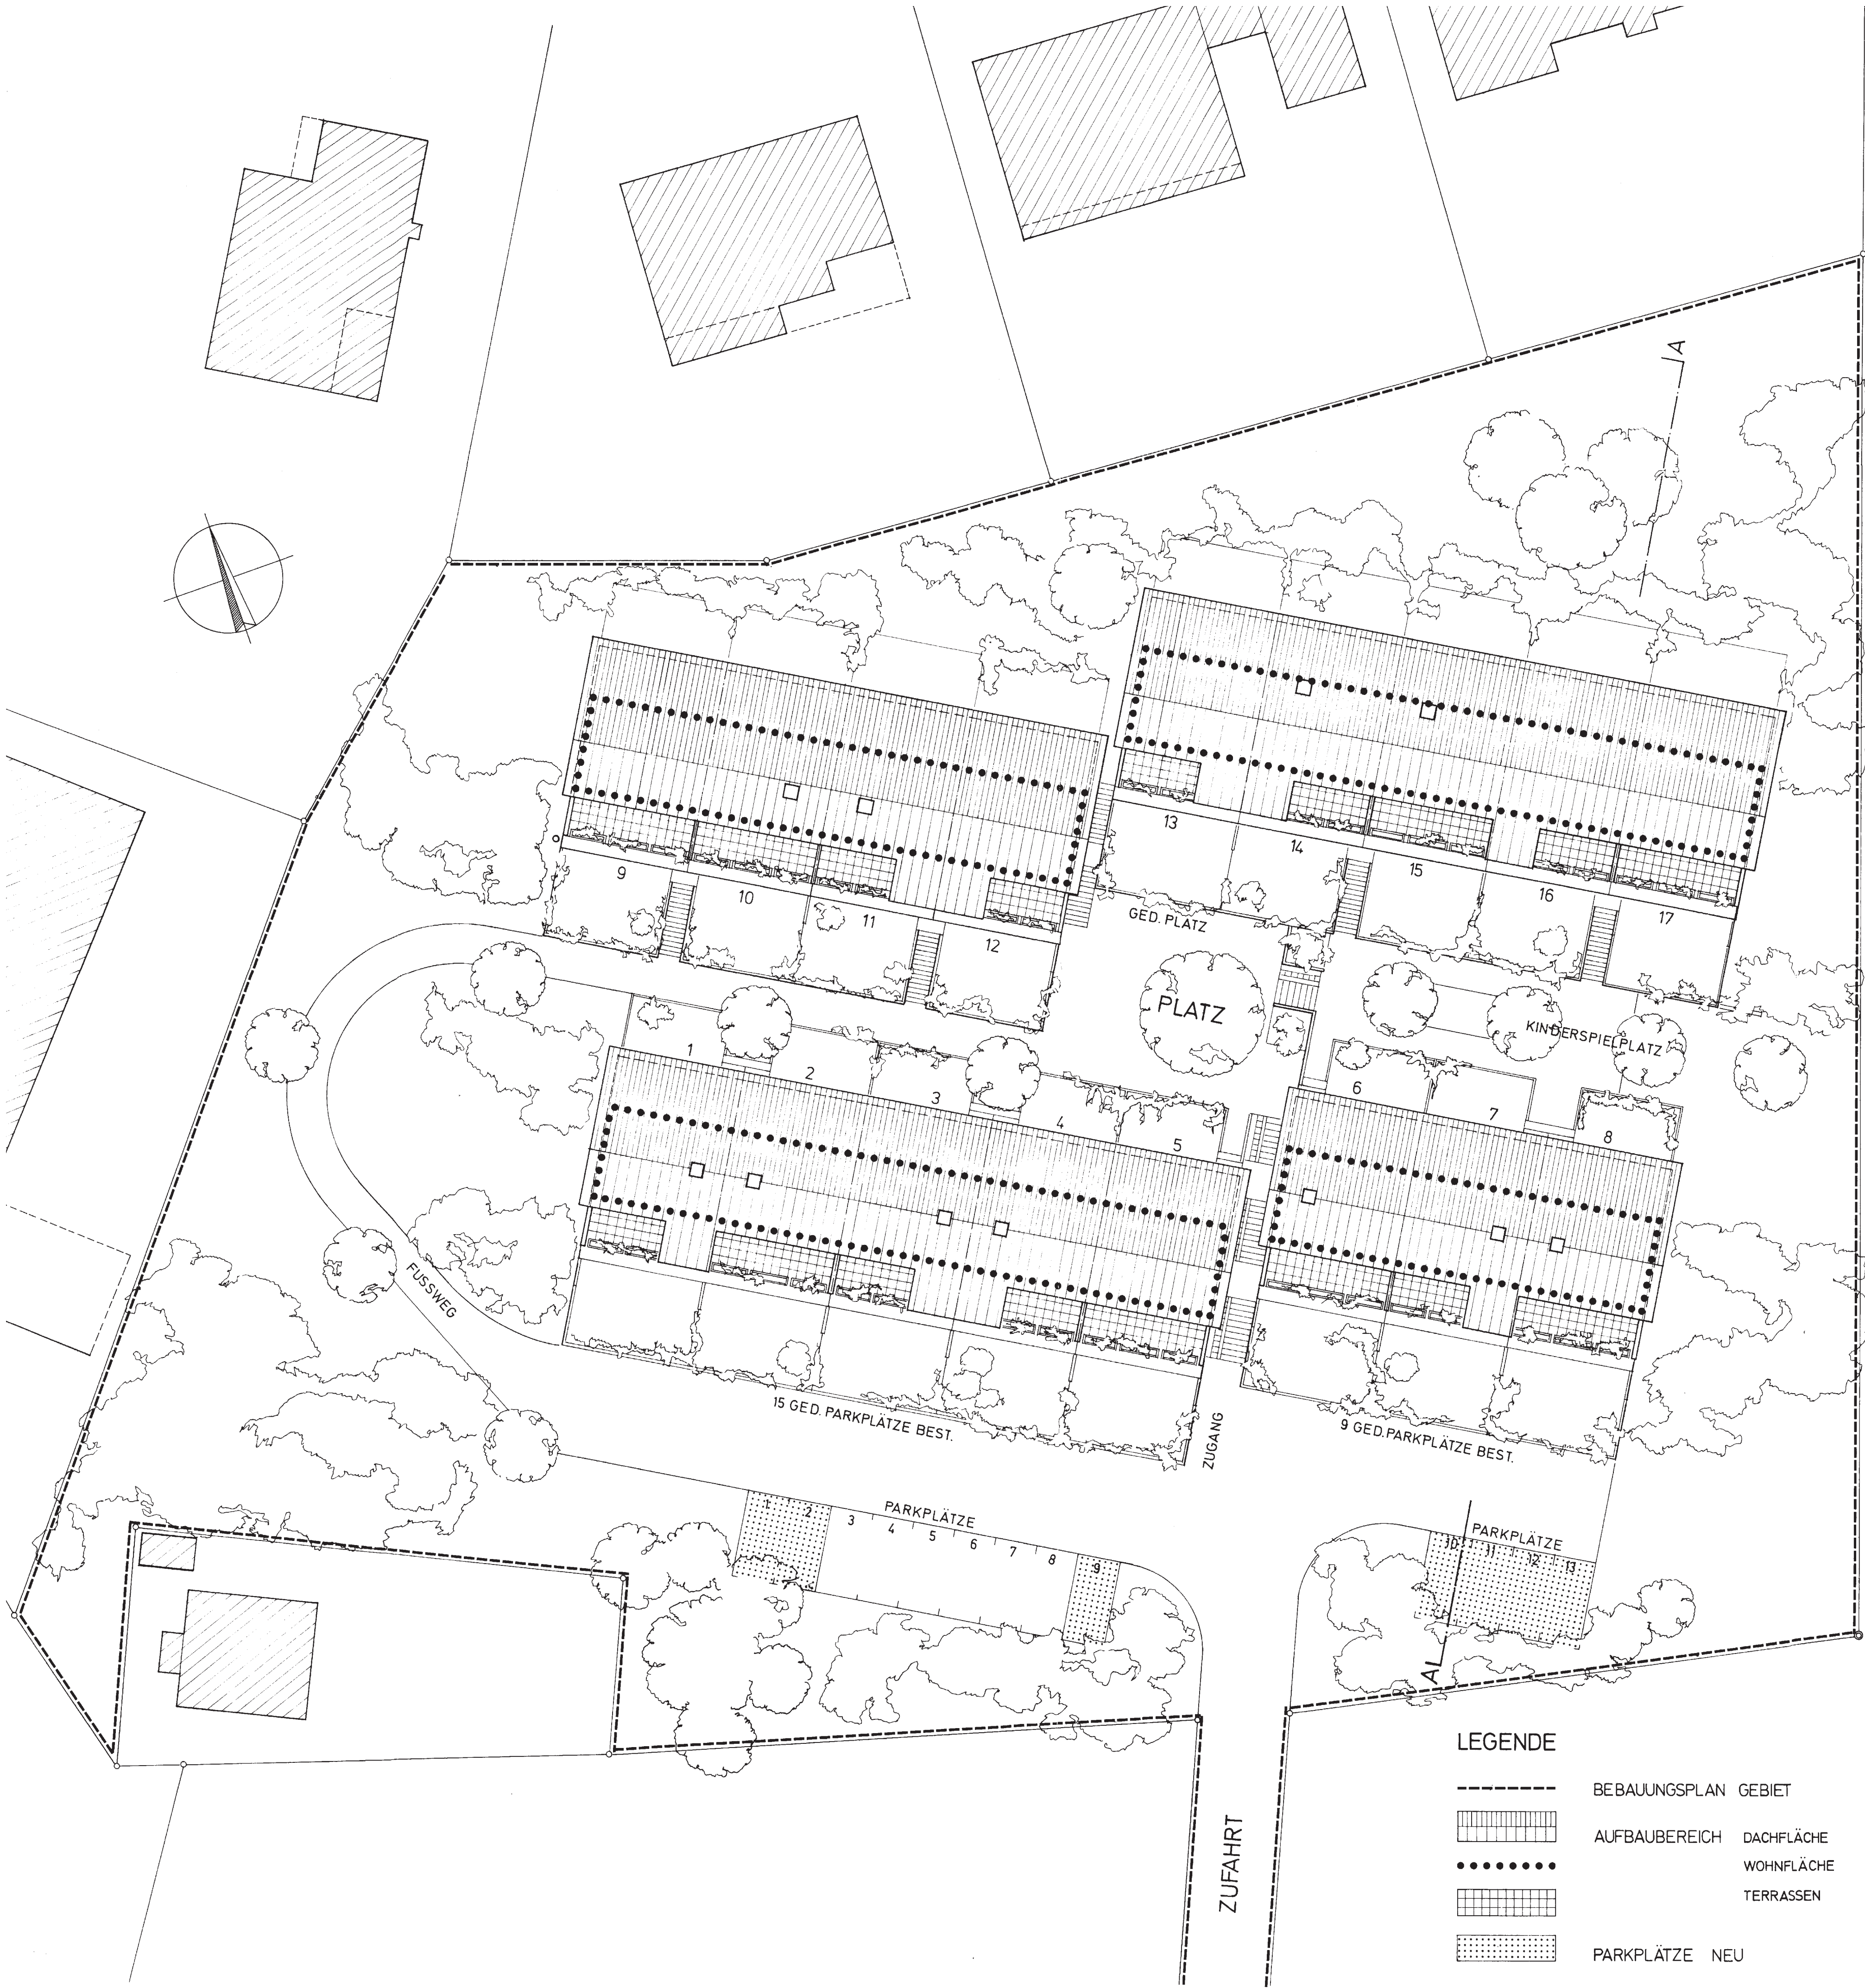 A
13
14
15
16
17
9
10
11
12
GED. PLATZ
PLATZ
KINDERSPIELPLATZ
1
2
3
4
5
6
7
8
FUSSWEG
15 GED. PARKPLÄTZE BEST.
ZUGANG
9 GED. PARKPLÄTZE BEST.
PARKPLÄTZE
1 2 3 4 5 6 7 8 9
PARKPLÄTZE
10 11 12 13
A
ZUFAHRT
LEGENDE
BEBAUUNGSPLAN GEBIET
AUFBAUBEREICH DACHFLÄCHE
WOHNFLÄCHE
TERRASSEN
PARKPLÄTZE NEU